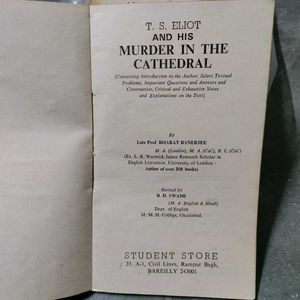 T. S. ELIOT
AND HIS
MURDER IN THE
CATHEDRAL
[Containing Introduction to the Author, Select Textual
Problems, Important Questions and Answers and
Constructive, Critical and Exhaustive Notes
and Explanations on the Text]
By
Late Prof. BHARAT BANERJEE
M. A. (London), M. A. (Cal.), B. L. (Cal.)
(Ex. L. B. Warwick James Research Scholar in
English Literature, University of London :
Author of over 200 books)
Revised by
B. D. SWAMI
(M. A. English & Hindi)
Dept. of English
M. M. H. College, Ghaziabad.
STUDENT STORE
35, A-1, Civil Lines, Rampur Bagh,
BAREILLY 243001